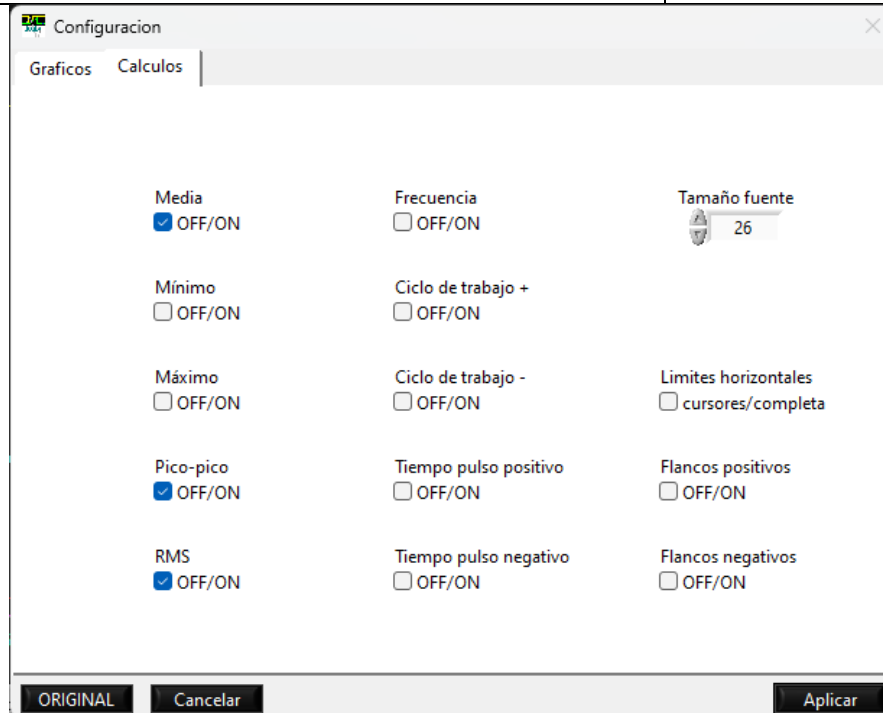 Configuracion
Graficos Calculos
Media Frecuencia Tamaño fuente
OFF/ON OFF/ON 26
Mínimo Ciclo de trabajo +
OFF/ON OFF/ON
Máximo Ciclo de trabajo - Limites horizontales
OFF/ON OFF/ON cursores/completa
Pico-pico Tiempo pulso positivo Flancos positivos
OFF/ON OFF/ON OFF/ON
RMS Tiempo pulso negativo Flancos negativos
OFF/ON OFF/ON OFF/ON
ORIGINAL Cancelar Aplicar